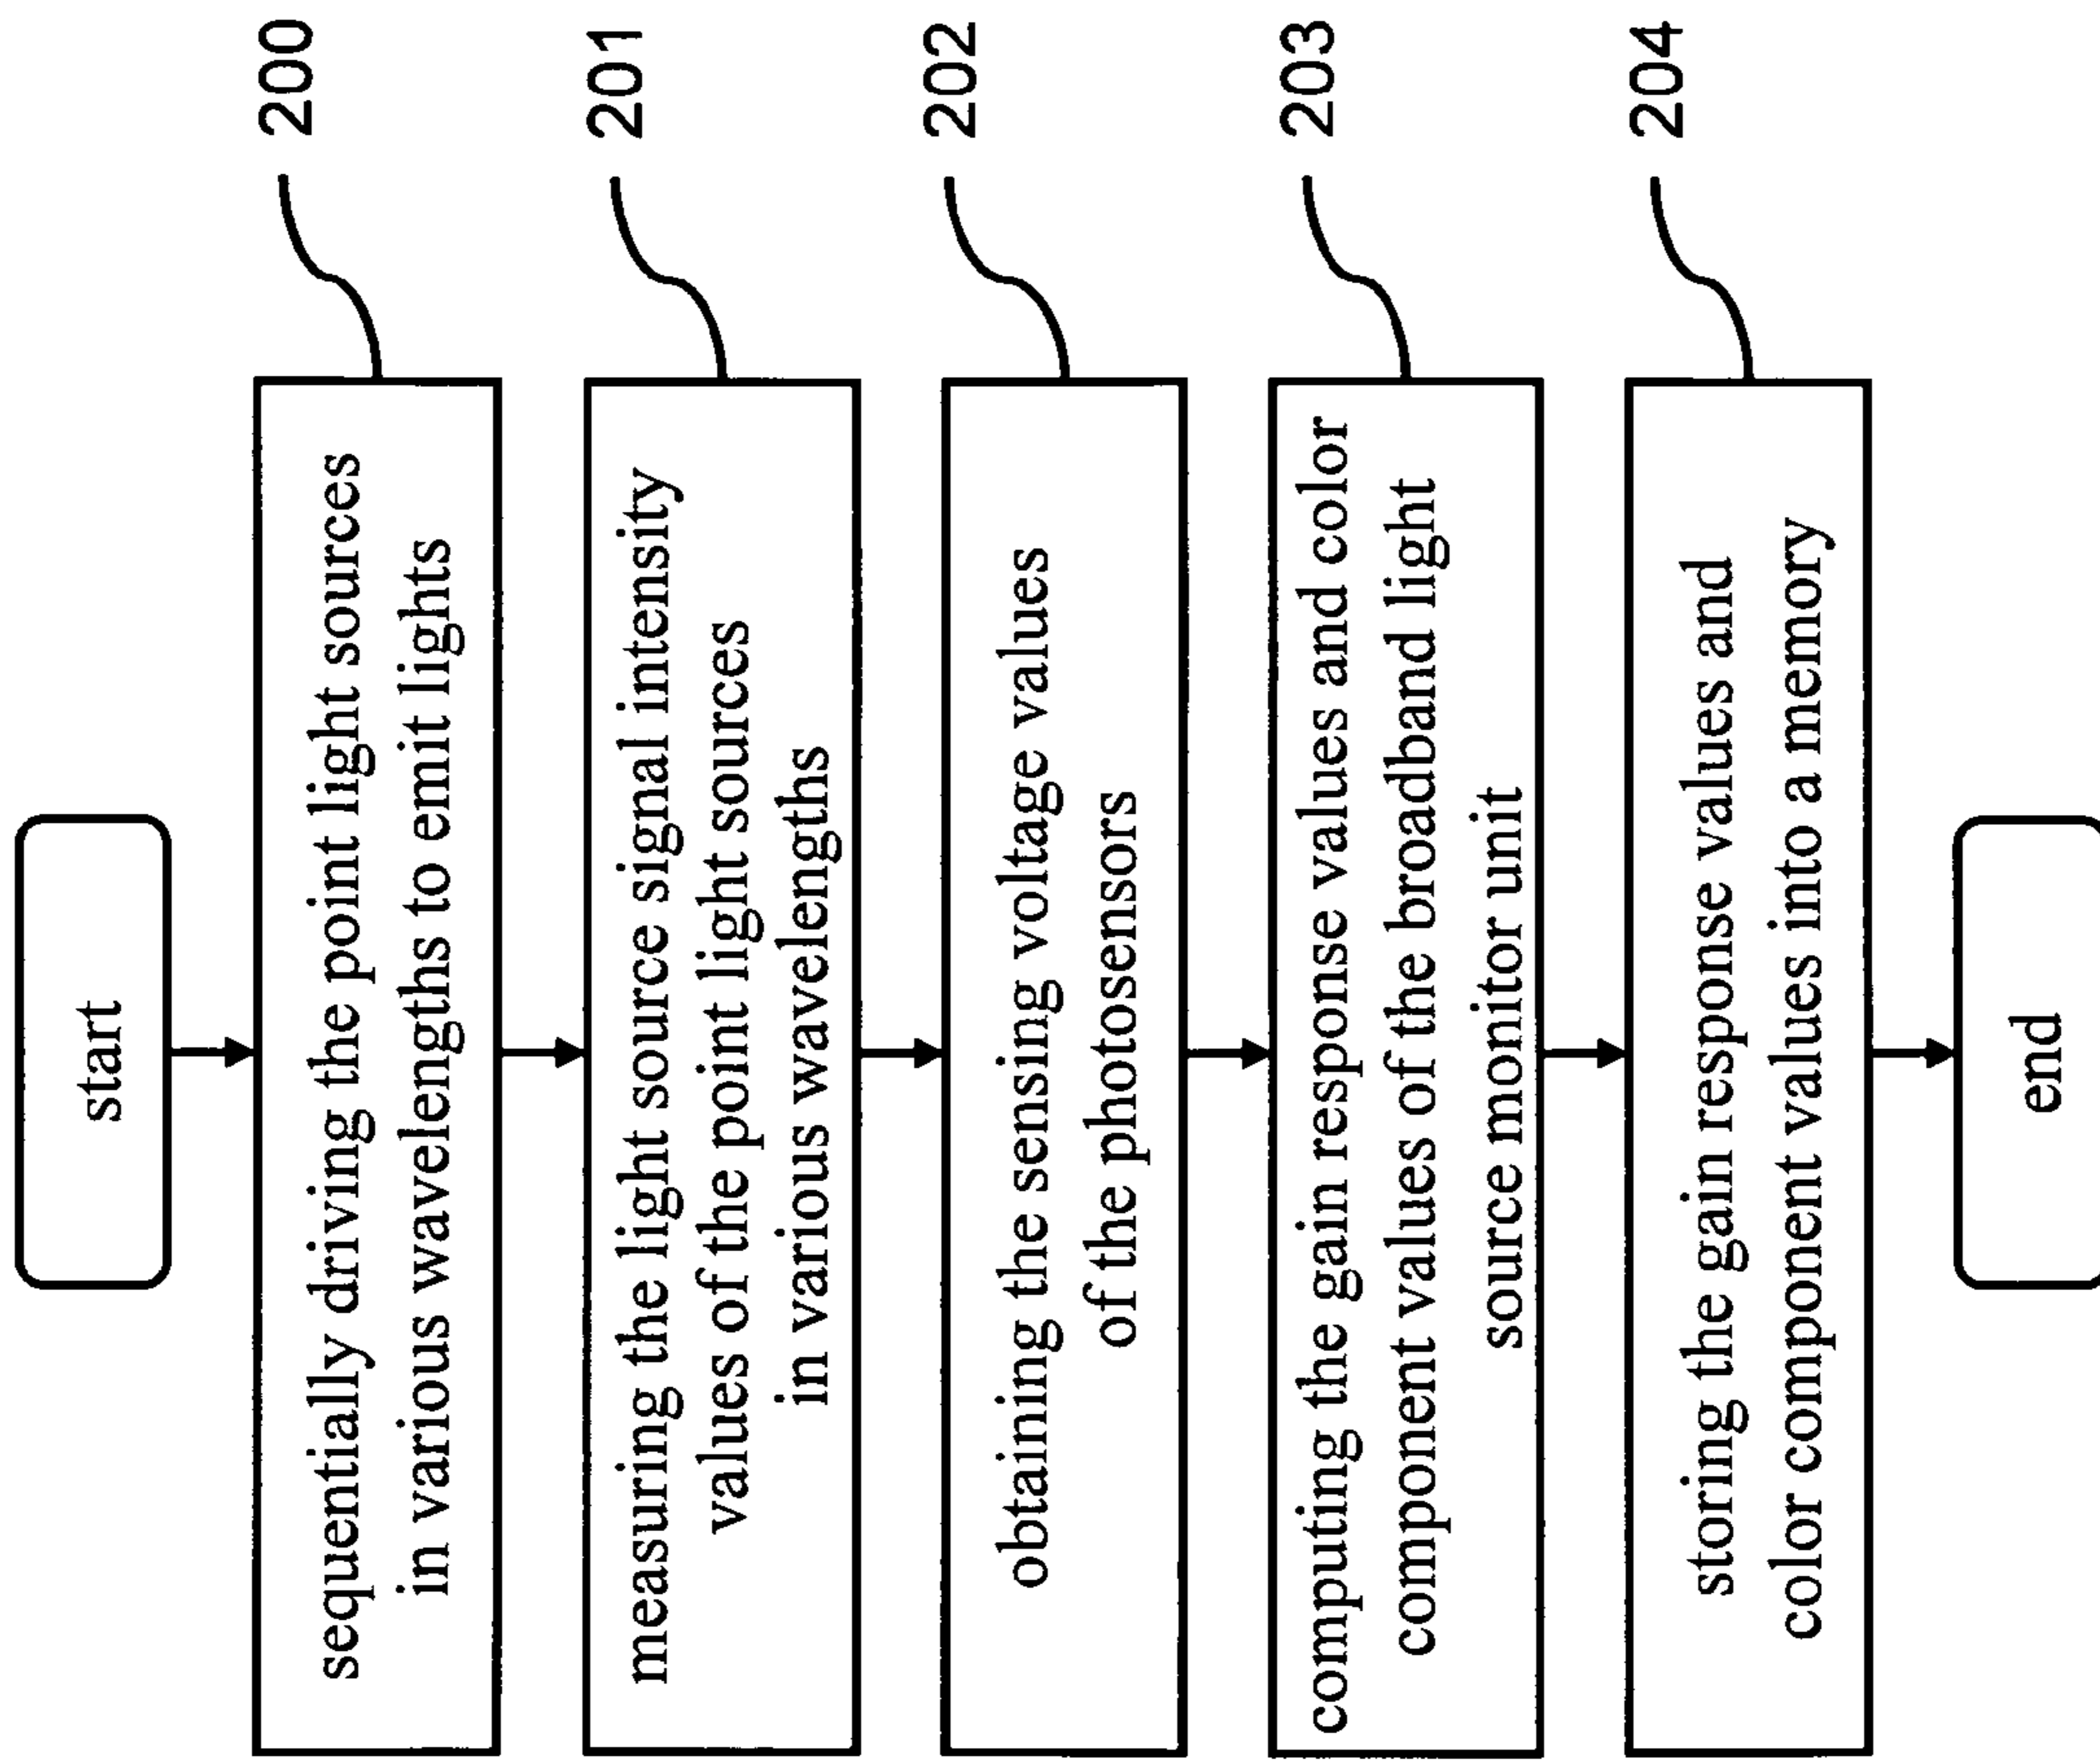 start
sequentially driving the point light sources
in various wavelengths to emit lights
200
measuring the light source signal intensity
values of the point light sources
in various wavelengths
201
obtaining the sensing voltage values
of the photosensors
202
computing the gain response values and color
component values of the broadband light
source monitor unit
203
storing the gain response values and
color component values into a memory
204
end